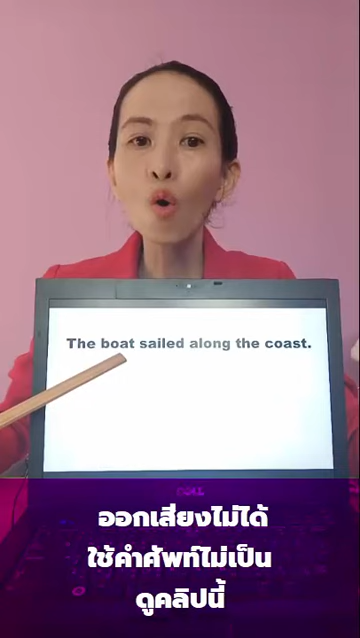 The boat sailed along the coast.
DELL
ออกเสียงไม่ได้
ใช้คำศัพท์ไม่เป็น
ดูคลิปนี้